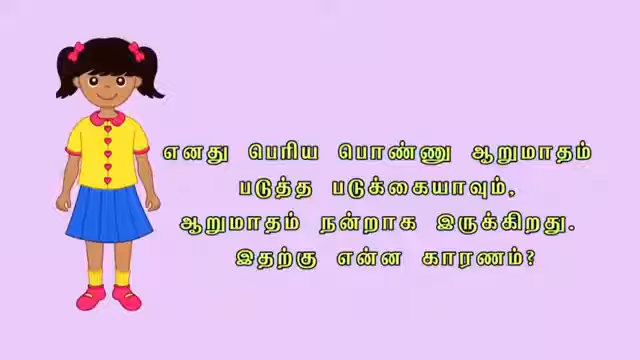 எனது பெரிய பொண்ணு ஆறுமாதம்
படுத்த படுக்கையாவும்,
ஆறுமாதம் நன்றாக இருக்கிறது.
இதற்கு என்ன காரணம்?